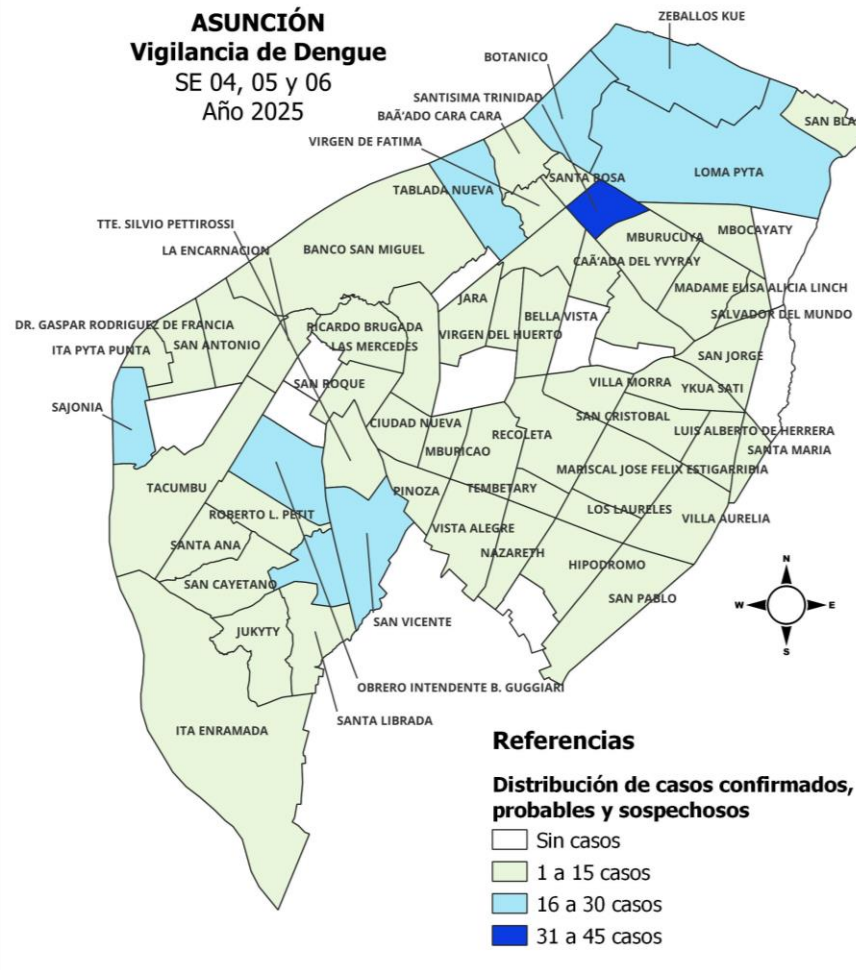 ASUNCIÓN
Vigilancia de Dengue
SE 04, 05 y 06
Año 2025
ZEBALLOS KUE
BOTANICO
SANTISIMA TRINIDAD
BAÃ'ADO CARA CARA
VIRGEN DE FATIMA
SAN BLA
SANTA ROSA
LOMA PYTA
TABLADA NUEVA
TTE. SILVIO PETTIROSSI
LA ENCARNACION
BANCO SAN MIGUEL
MBURUCUYA
MBOCAYATY
CAÃ'ADA DEL YVYRAY
MADAME ELISA ALICIA LINCH
JARA
BELLA VISTA
SALVADOR DEL MUNDO
DR. GASPAR RODRIGUEZ DE FRANCIA
RICARDO BRUGADA
VIRGEN DEL HUERTO
ITA PYTA PUNTA
SAN ANTONIO
LAS MERCEDES
SAN JORGE
SAN ROQUE
VILLA MORRA
YKUA SATI
SAJONIA
CIUDAD NUEVA
SAN CRISTOBAL
RECOLETA
LUIS ALBERTO DE HERRERA
MBURICAO
SANTA MARIA
MARISCAL JOSE FELIX ESTIGARRIBIA
TACUMBU
PINOZA
TEMBETARY
ROBERTO L. PETIT
LOS LAURELES
VILLA AURELIA
VISTA ALEGRE
SANTA ANA
NAZARETH
HIPODROMO
SAN CAYETANO
SAN PABLO
JUKYTY
SAN VICENTE
OBRERO INTENDENTE B. GUGGIARI
SANTA LIBRADA
ITA ENRAMADA
N
W
E
S
Referencias
Distribución de casos confirmados,
probables y sospechosos
Sin casos
1 a 15 casos
16 a 30 casos
31 a 45 casos